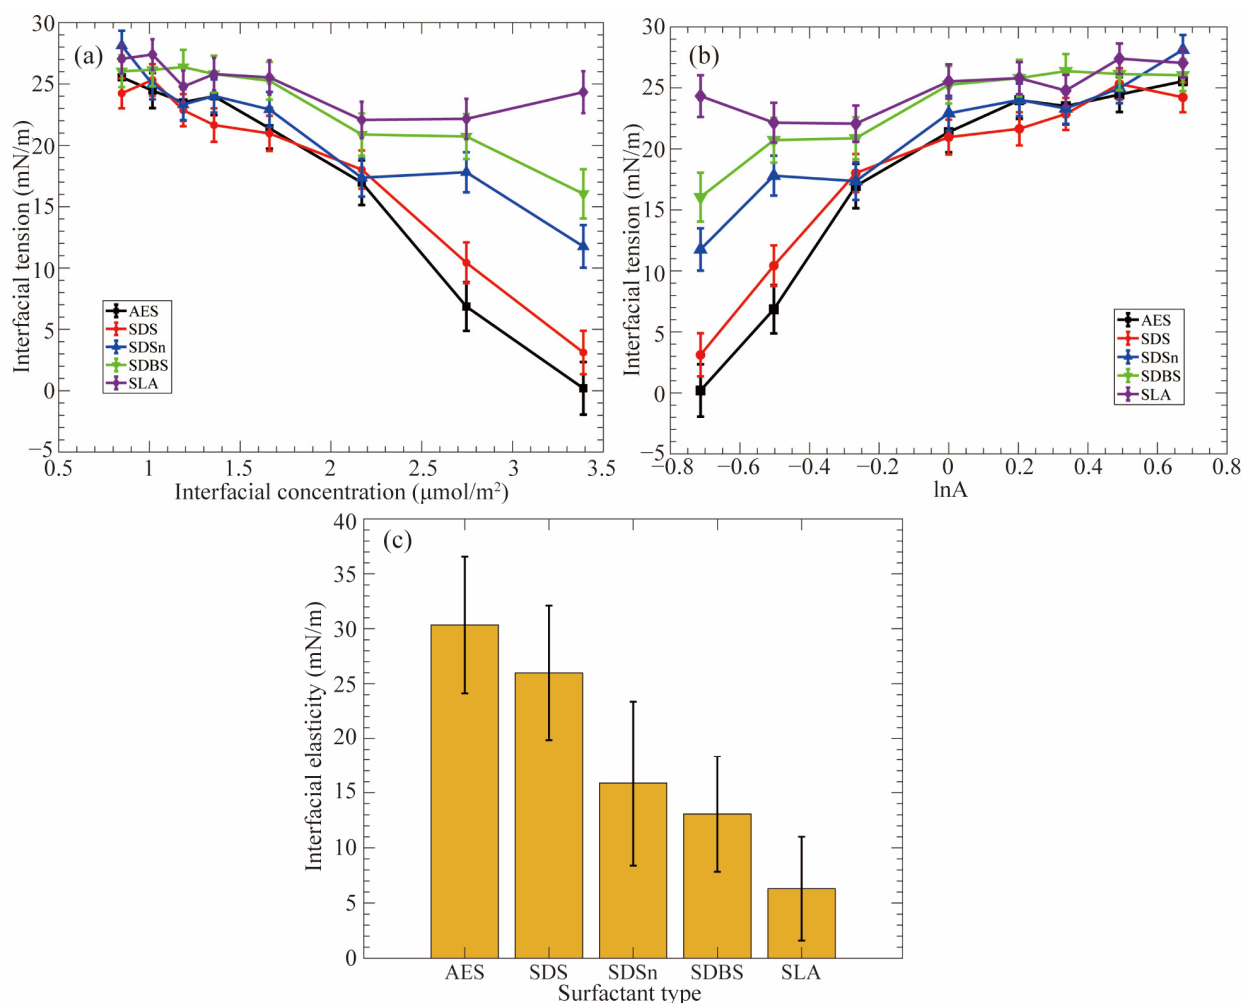 (a)
Interfacial tension (mN/m)
30
25
20
15
10
5
0
−5
AES
SDS
SDSn
SDBS
SLA
0.5
1
1.5
2
2.5
3
3.5
Interfacial concentration (μmol/m²)
(b)
Interfacial tension (mN/m)
30
25
20
15
10
5
0
−5
AES
SDS
SDSn
SDBS
SLA
−0.8
−0.6
−0.4
−0.2
0
0.2
0.4
0.6
0.8
lnA
(c)
Interfacial elasticity (mN/m)
40
35
30
25
20
15
10
5
0
AES
SDS
SDSn
SDBS
SLA
Surfactant type